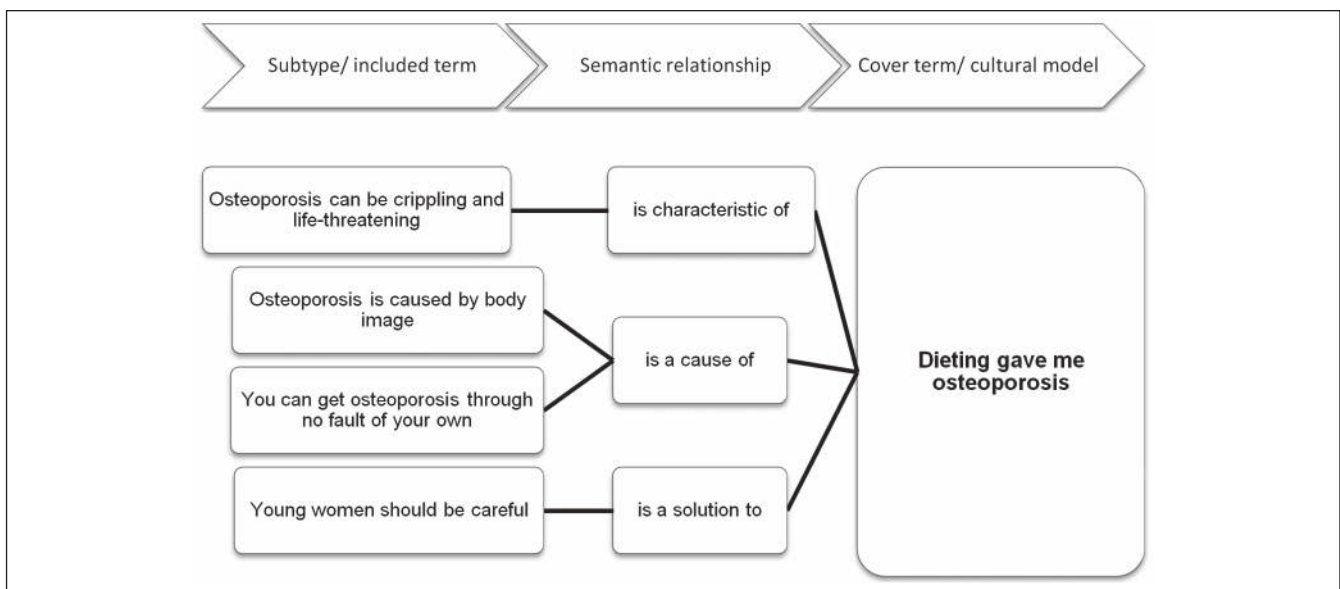 Subtype/ included term
Semantic relationship
Cover term/ cultural model
Osteoporosis can be crippling and
life-threatening
is characteristic of
Osteoporosis is caused by body
image
is a cause of
You can get osteoporosis through
no fault of your own
Young women should be careful
is a solution to
Dieting gave me
osteoporosis